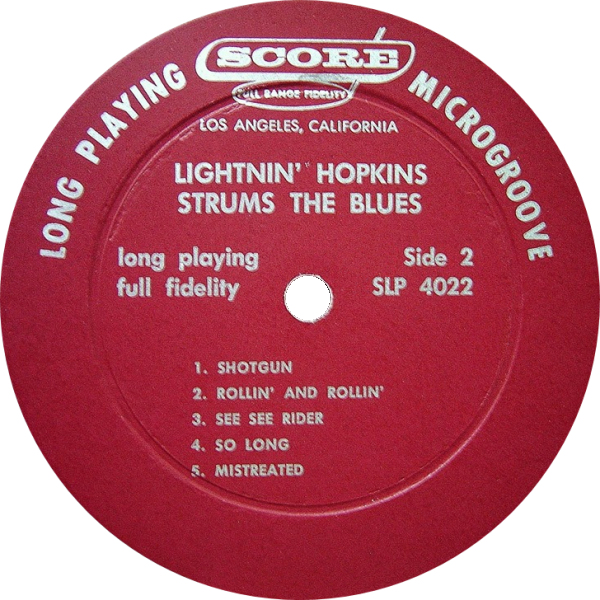 SCORE
FULL RANGE FIDELITY
LONG PLAYING MICROGROOVE
LOS ANGELES, CALIFORNIA
LIGHTNIN' HOPKINS
STRUMS THE BLUES
long playing Side 2
full fidelity SLP 4022
1. SHOTGUN
2. ROLLIN' AND ROLLIN'
3. SEE SEE RIDER
4. SO LONG
5. MISTREATED